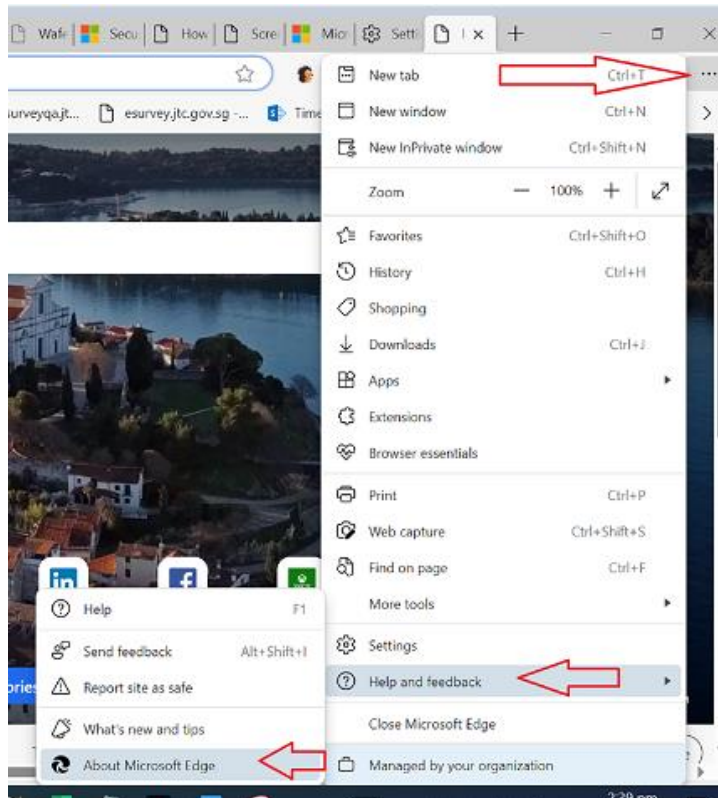 Wafe
Secu
How
Scre
Micr
Setti
urveyqa.jt...
esurvey.jtc.gov.sg -...
Time
New tab Ctrl+T
New window Ctrl+N
New InPrivate window Ctrl+Shift+N
Zoom 100%
Favorites Ctrl+Shift+O
History Ctrl+H
Shopping
Downloads Ctrl+J
Apps
Extensions
Browser essentials
Print Ctrl+P
Web capture Ctrl+Shift+S
Find on page Ctrl+F
More tools
Settings
Help and feedback
Close Microsoft Edge
Managed by your organization
Help F1
Send feedback Alt+Shift+I
Report site as safe
What's new and tips
About Microsoft Edge
in
f
ories